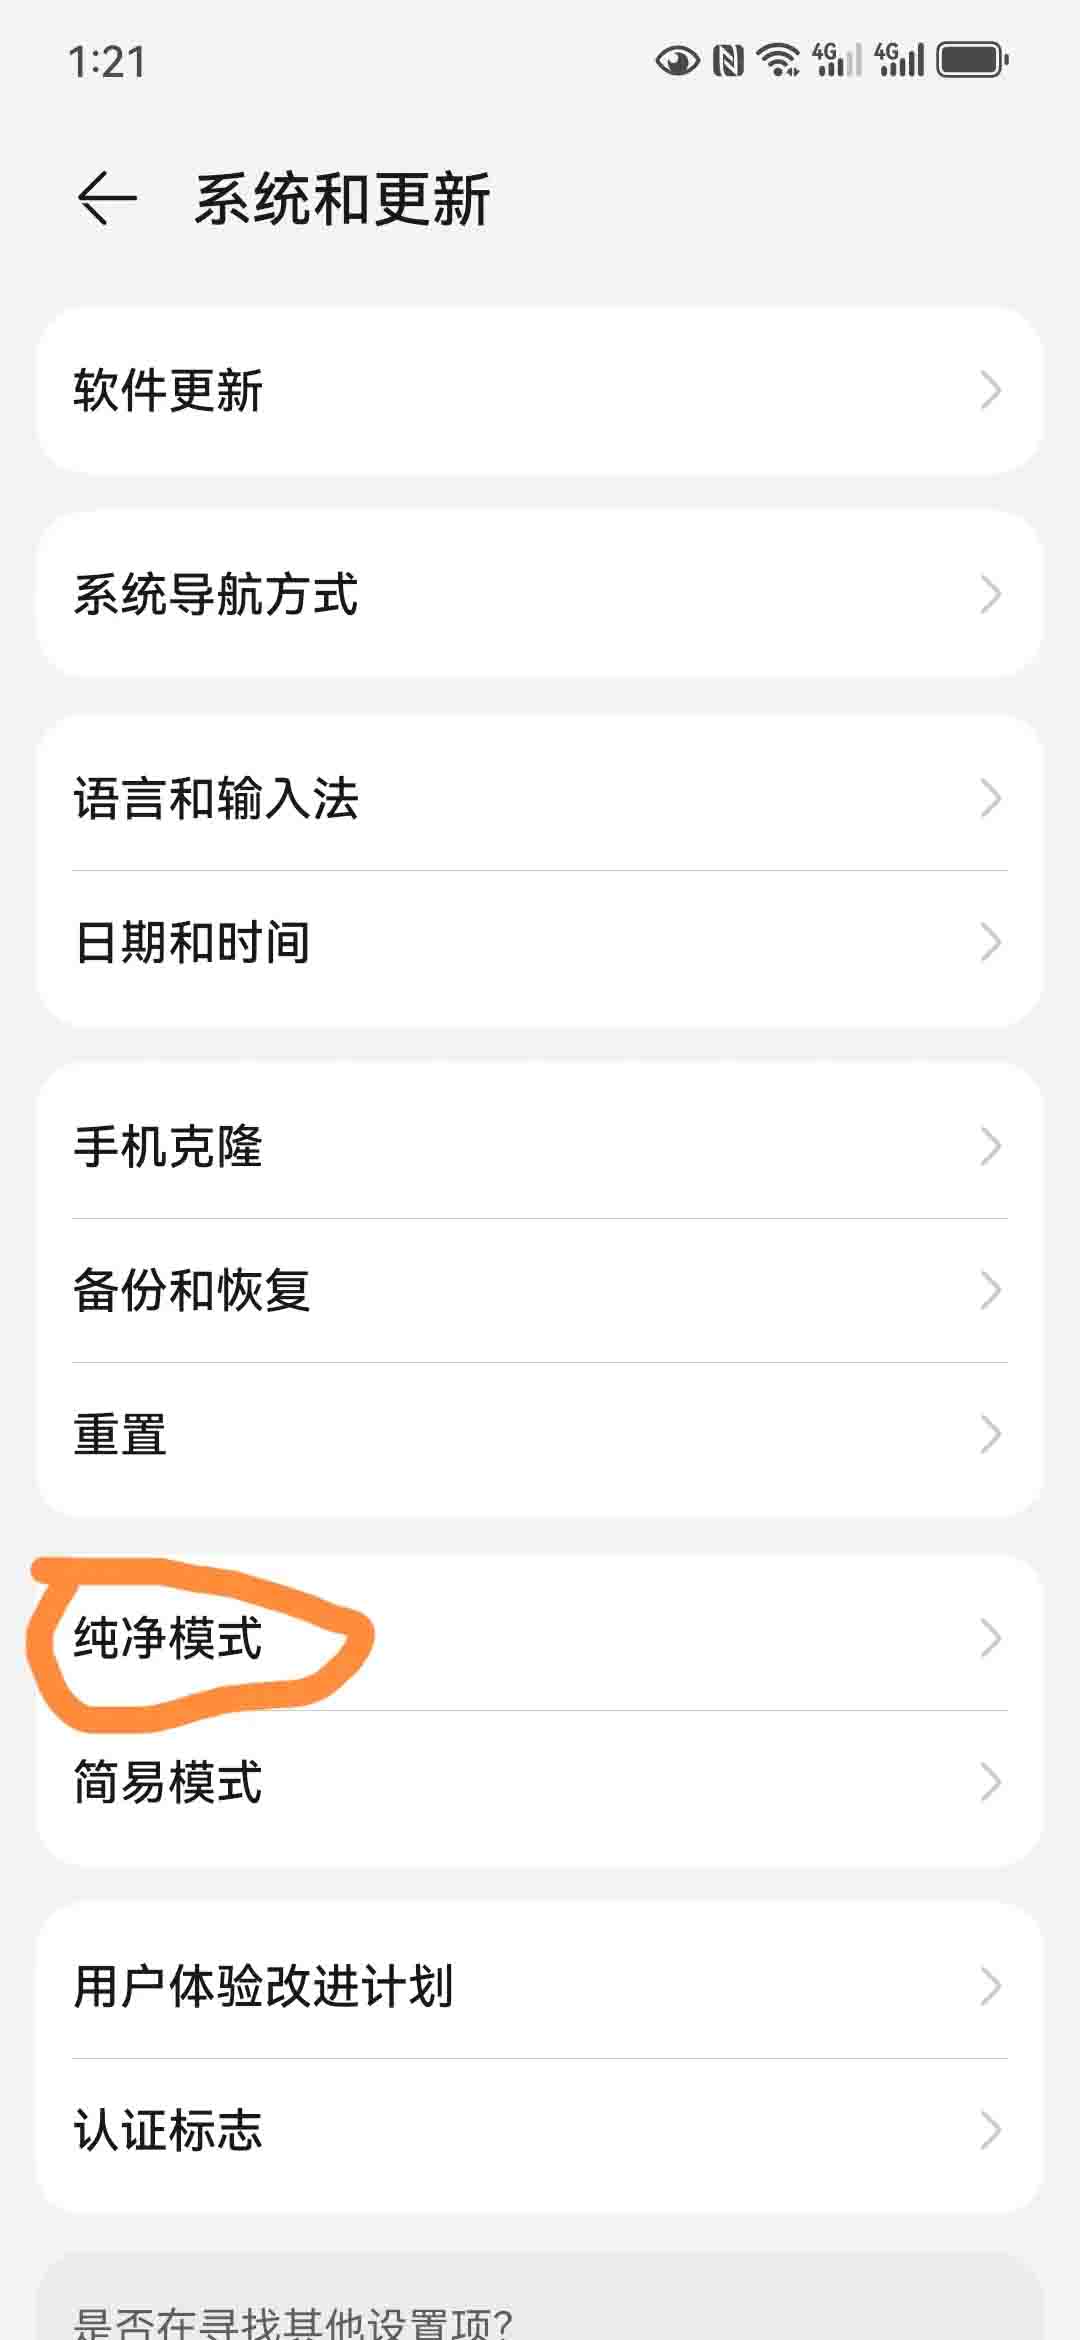 1:21
4G 4G
系统和更新
软件更新
系统导航方式
语言和输入法
日期和时间
手机克隆
备份和恢复
重置
纯净模式
简易模式
用户体验改进计划
认证标志
是否在寻找其他设置项?